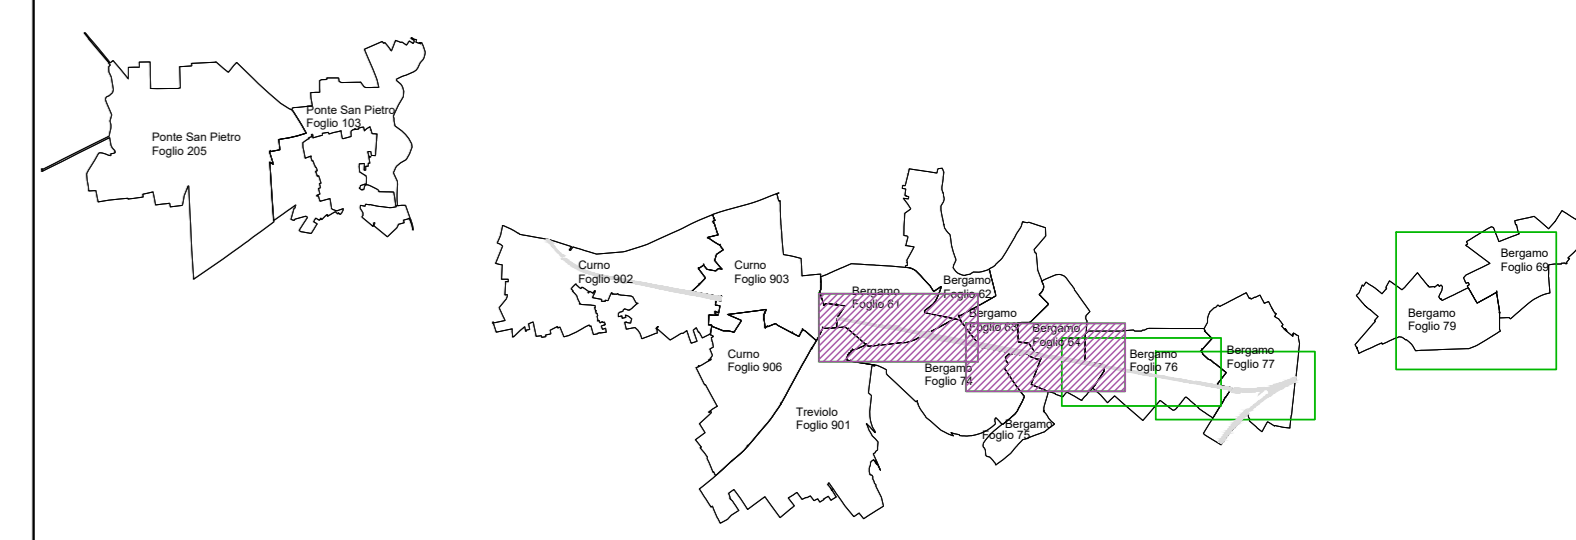 Ponte San Pietro
Foglio 103
Ponte San Pietro
Foglio 205
Curno
Foglio 902
Curno
Foglio 903
Bergamo
Foglio 61
Bergamo
Foglio 62
Bergamo
Foglio 63
Bergamo
Foglio 64
Curno
Foglio 906
Bergamo
Foglio 74
Bergamo
Foglio 76
Bergamo
Foglio 77
Bergamo
Foglio 69
Bergamo
Foglio 79
Treviolo
Foglio 901
Bergamo
Foglio 75